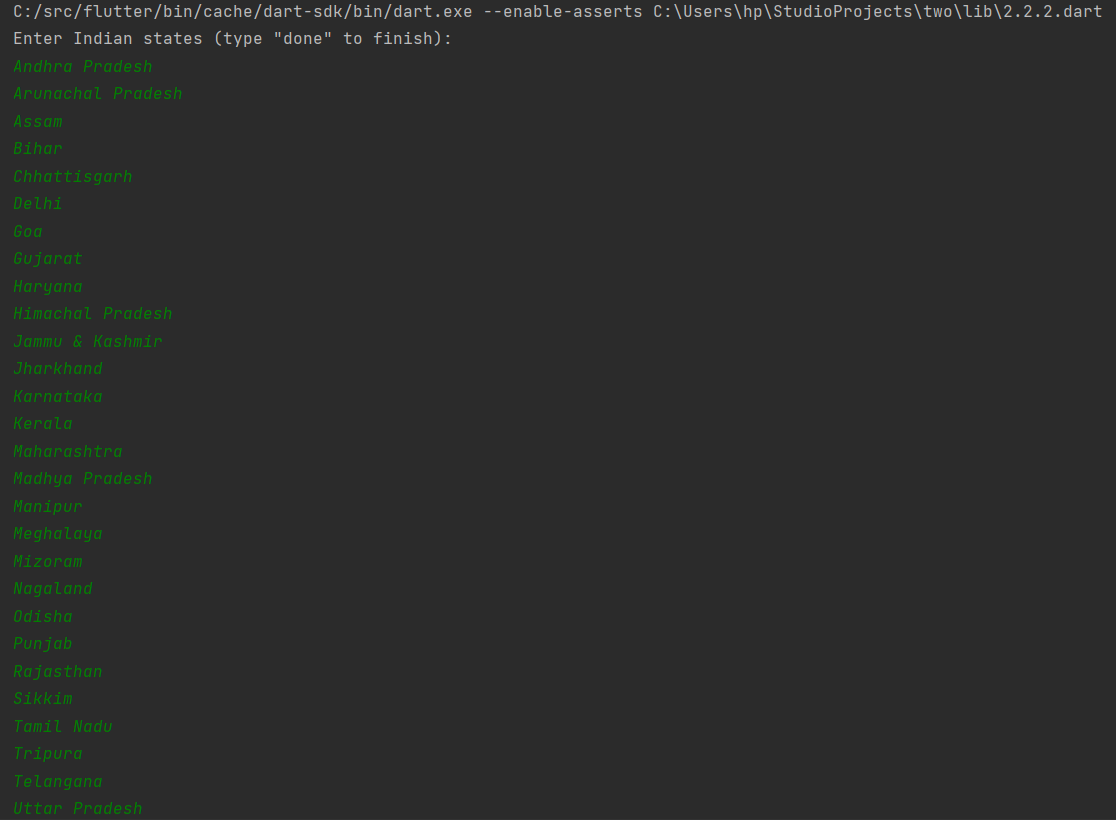 C:/src/flutter/bin/cache/dart-sdk/bin/dart.exe --enable-asserts C:\Users\hp\StudioProjects\two\lib\2.2.2.dart
Enter Indian states (type "done" to finish):
Andhra Pradesh
Arunachal Pradesh
Assam
Bihar
Chhattisgarh
Delhi
Goa
Gujarat
Haryana
Himachal Pradesh
Jammu & Kashmir
Jharkhand
Karnataka
Kerala
Maharashtra
Madhya Pradesh
Manipur
Meghalaya
Mizoram
Nagaland
Odisha
Punjab
Rajasthan
Sikkim
Tamil Nadu
Tripura
Telangana
Uttar Pradesh